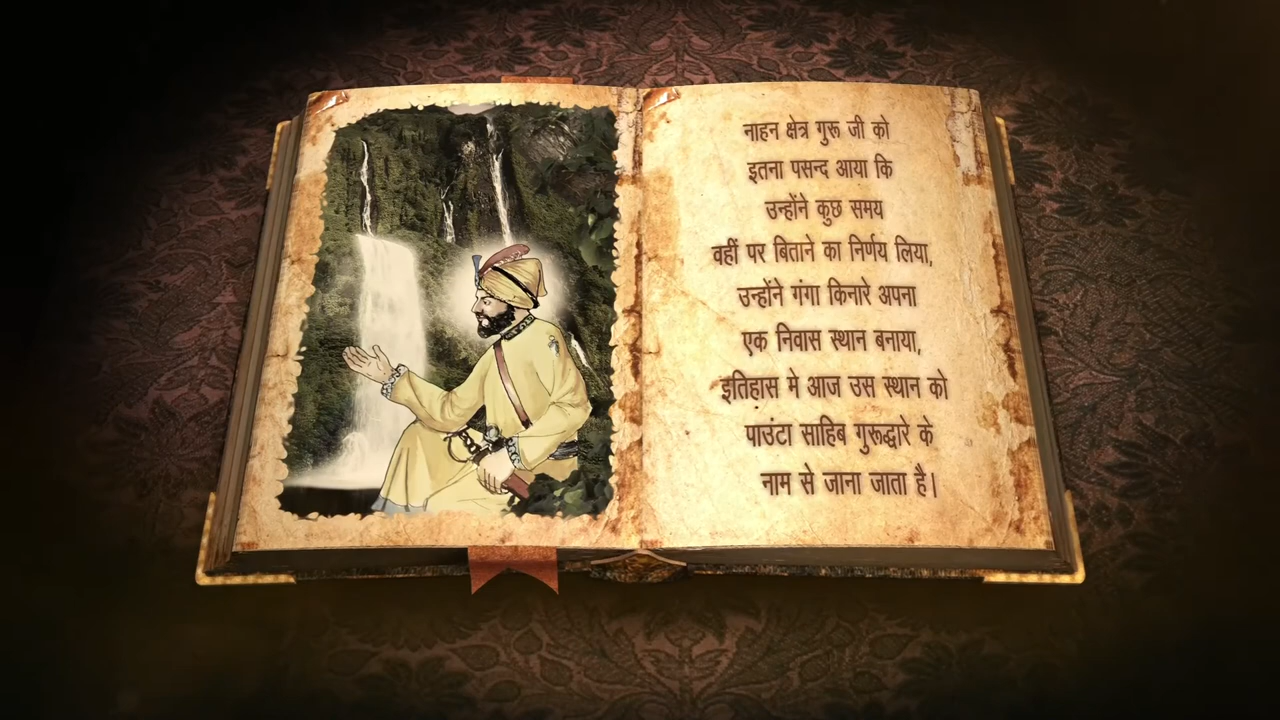 नाहन क्षेत्र गुरू जी को
इतना पसन्द आया कि
उन्होंने कुछ समय
वहीं पर बिताने का निर्णय लिया,
उन्होंने गंगा किनारे अपना
एक निवास स्थान बनाया,
इतिहास मे आज उस स्थान को
पाउंटा साहिब गुरूद्धारे के
नाम से जाना जाता है।